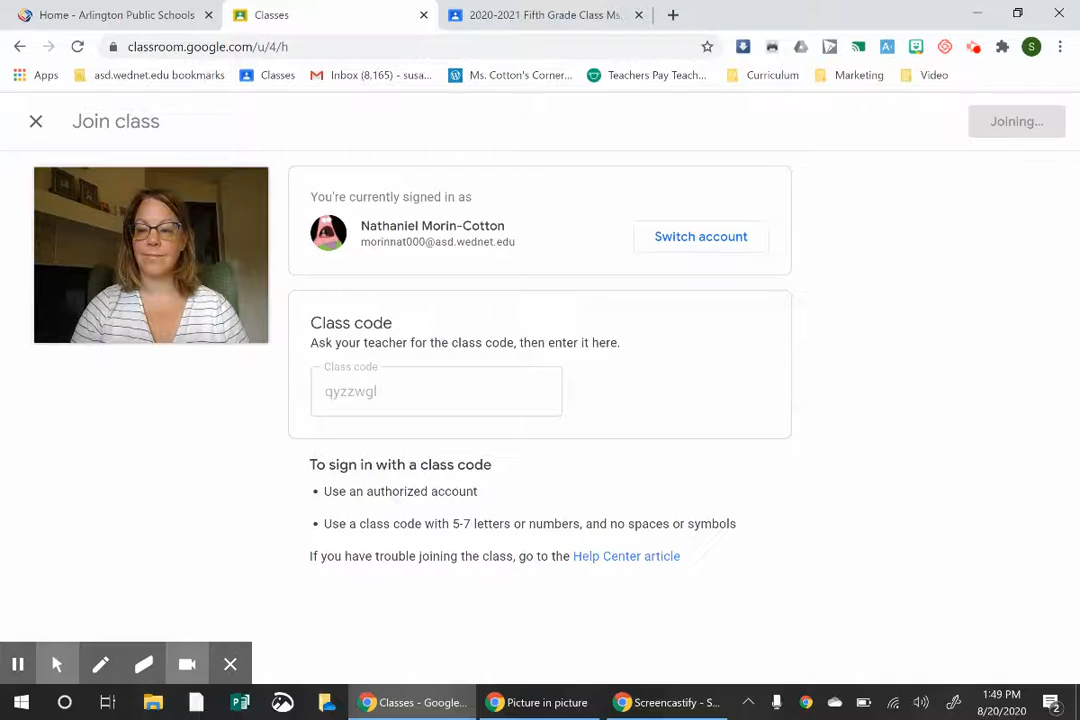 Home - Arlington Public Schools
Classes
2020-2021 Fifth Grade Class Ms.
classroom.google.com/u/4/h
S
Apps
asd.wednet.edu bookmarks
Classes
Inbox (8,165) - susa...
Ms. Cotton's Corner...
Teachers Pay Teach...
Curriculum
Marketing
Video
Join class
Joining...
You're currently signed in as
Nathaniel Morin-Cotton
morinnat000@asd.wednet.edu
Switch account
Class code
Ask your teacher for the class code, then enter it here.
Class code
qyzzwgl
To sign in with a class code
• Use an authorized account
• Use a class code with 5-7 letters or numbers, and no spaces or symbols
If you have trouble joining the class, go to the Help Center article
Classes - Google...
Picture in picture
Screencastify - S...
1:49 PM
8/20/2020
2